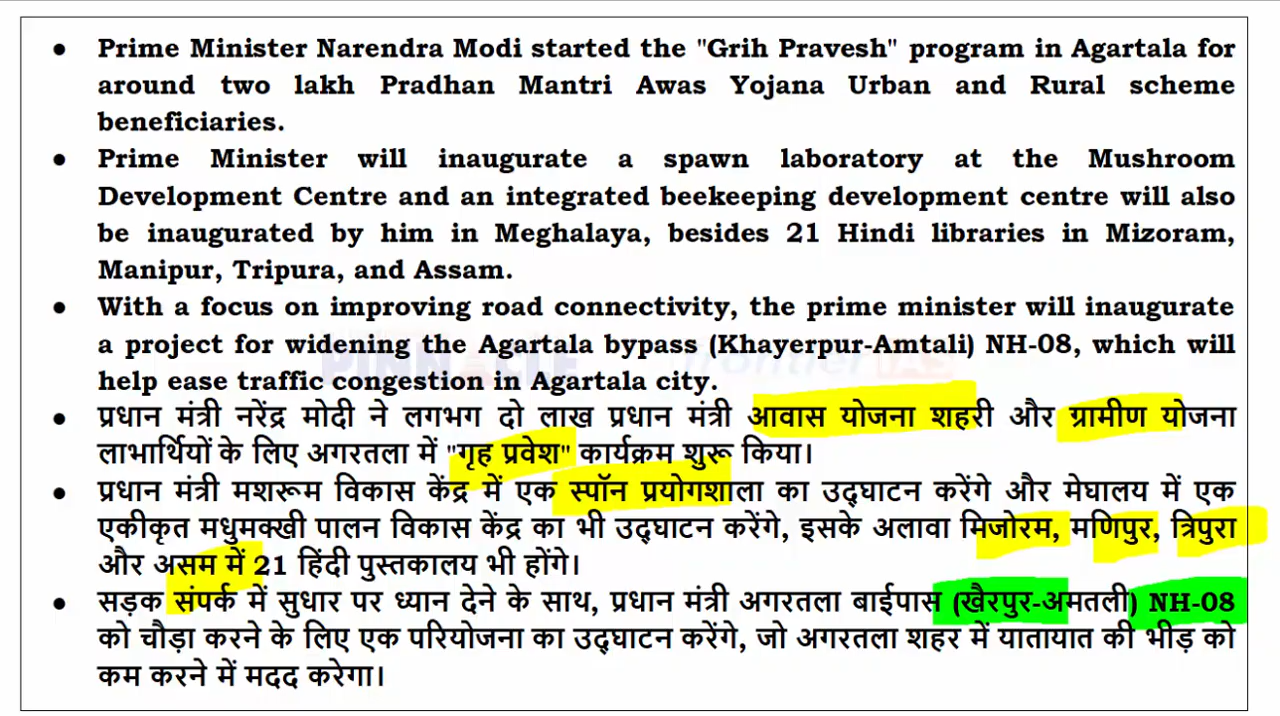 ● Prime Minister Narendra Modi started the "Grih Pravesh" program in Agartala for
around two lakh Pradhan Mantri Awas Yojana Urban and Rural scheme
beneficiaries.
● Prime Minister will inaugurate a spawn laboratory at the Mushroom
Development Centre and an integrated beekeeping development centre will also
be inaugurated by him in Meghalaya, besides 21 Hindi libraries in Mizoram,
Manipur, Tripura, and Assam.
● With a focus on improving road connectivity, the prime minister will inaugurate
a project for widening the Agartala bypass (Khayerpur-Amtali) NH-08, which will
help ease traffic congestion in Agartala city.
● प्रधान मंत्री नरेंद्र मोदी ने लगभग दो लाख प्रधान मंत्री आवास योजना शहरी और ग्रामीण योजना
लाभार्थियों के लिए अगरतला में "गृह प्रवेश" कार्यक्रम शुरू किया।
● प्रधान मंत्री मशरूम विकास केंद्र में एक स्पॉन प्रयोगशाला का उद्घाटन करेंगे और मेघालय में एक
एकीकृत मधुमक्खी पालन विकास केंद्र का भी उद्घाटन करेंगे, इसके अलावा मिजोरम, मणिपुर, त्रिपुरा
और असम में 21 हिंदी पुस्तकालय भी होंगे।
● सड़क संपर्क में सुधार पर ध्यान देने के साथ, प्रधान मंत्री अगरतला बाईपास (खैरपुर-अमतली) NH-08
को चौड़ा करने के लिए एक परियोजना का उद्घाटन करेंगे, जो अगरतला शहर में यातायात की भीड़ को
कम करने में मदद करेगा।